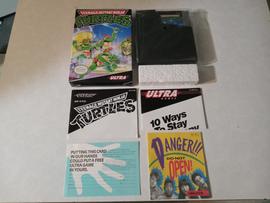 TEENAGE MUTANT NINJA
TURTLES
ULTRA
TEENAGE MUTANT NINJA
TURTLES
ULTRA
10 Ways
To Stay
PUTTING THIS CARD
IN OUR HANDS
COULD PUT A FREE
ULTRA GAME
IN YOURS.
DANGER!!!
DO NOT
OPEN!